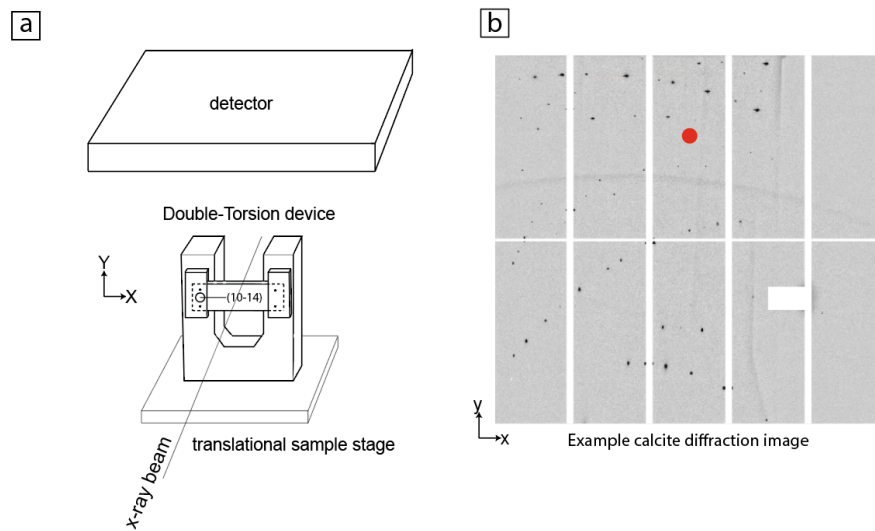 a
detector
Double-Torsion device
Y
X
(10-14)
translational sample stage
x-ray beam
b
y
x
Example calcite diffraction image